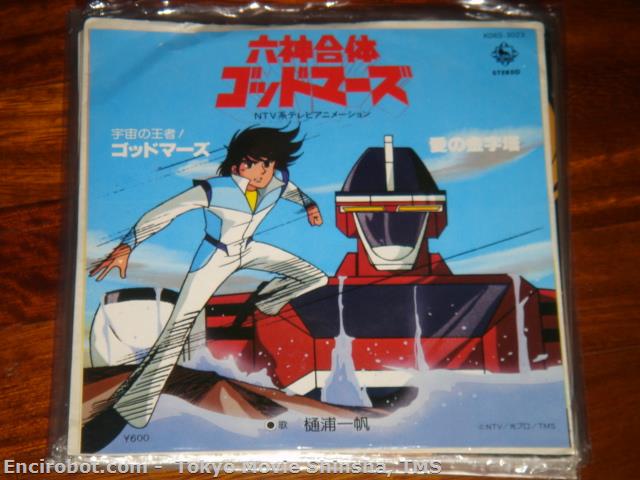 K06S-3023
STEREO
六神合体
ゴッドマーズ
NTV系テレビアニメーション
宇宙の王者!
ゴッドマーズ
愛の金字塔
●歌 樋浦一帆
¥600
©NTV/光プロ/TMS
Encirobot.com - Tokyo Movie Shinsha, TMS